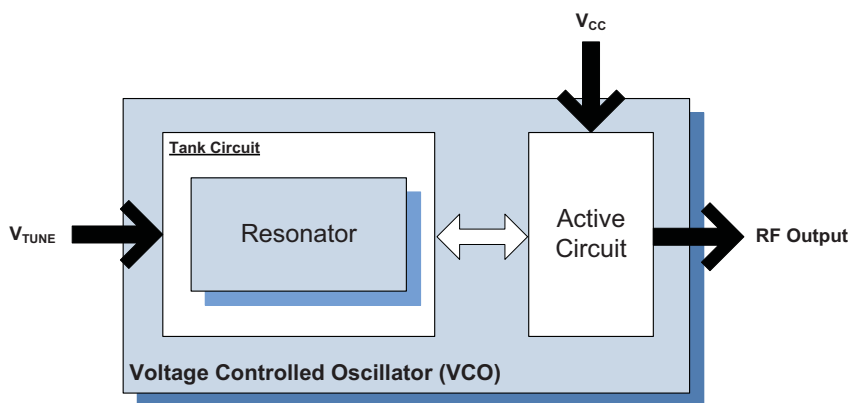 VCC
Tank Circuit
Resonator
Active
Circuit
VTUNE
RF Output
Voltage Controlled Oscillator (VCO)